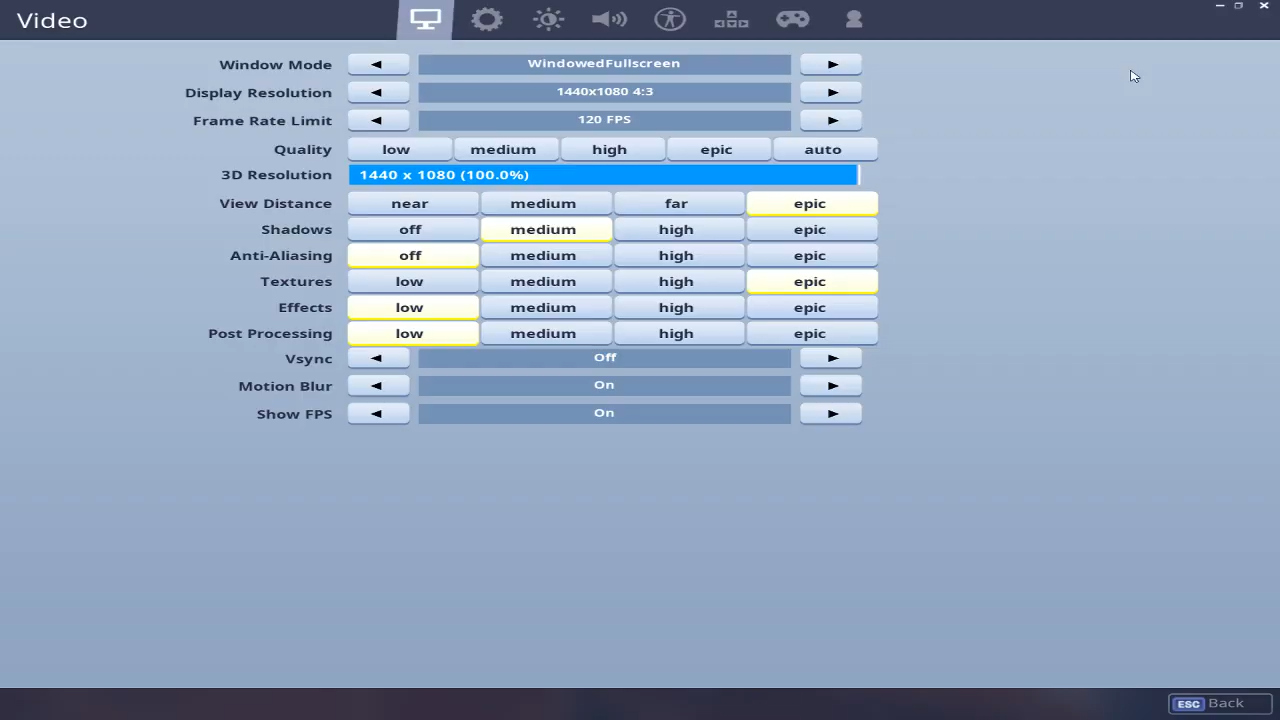 Video
Window Mode WindowedFullscreen
Display Resolution 1440x1080 4:3
Frame Rate Limit 120 FPS
Quality low medium high epic auto
3D Resolution 1440 x 1080 (100.0%)
View Distance near medium far epic
Shadows off medium high epic
Anti-Aliasing off medium high epic
Textures low medium high epic
Effects low medium high epic
Post Processing low medium high epic
Vsync Off
Motion Blur On
Show FPS On
ESC Back